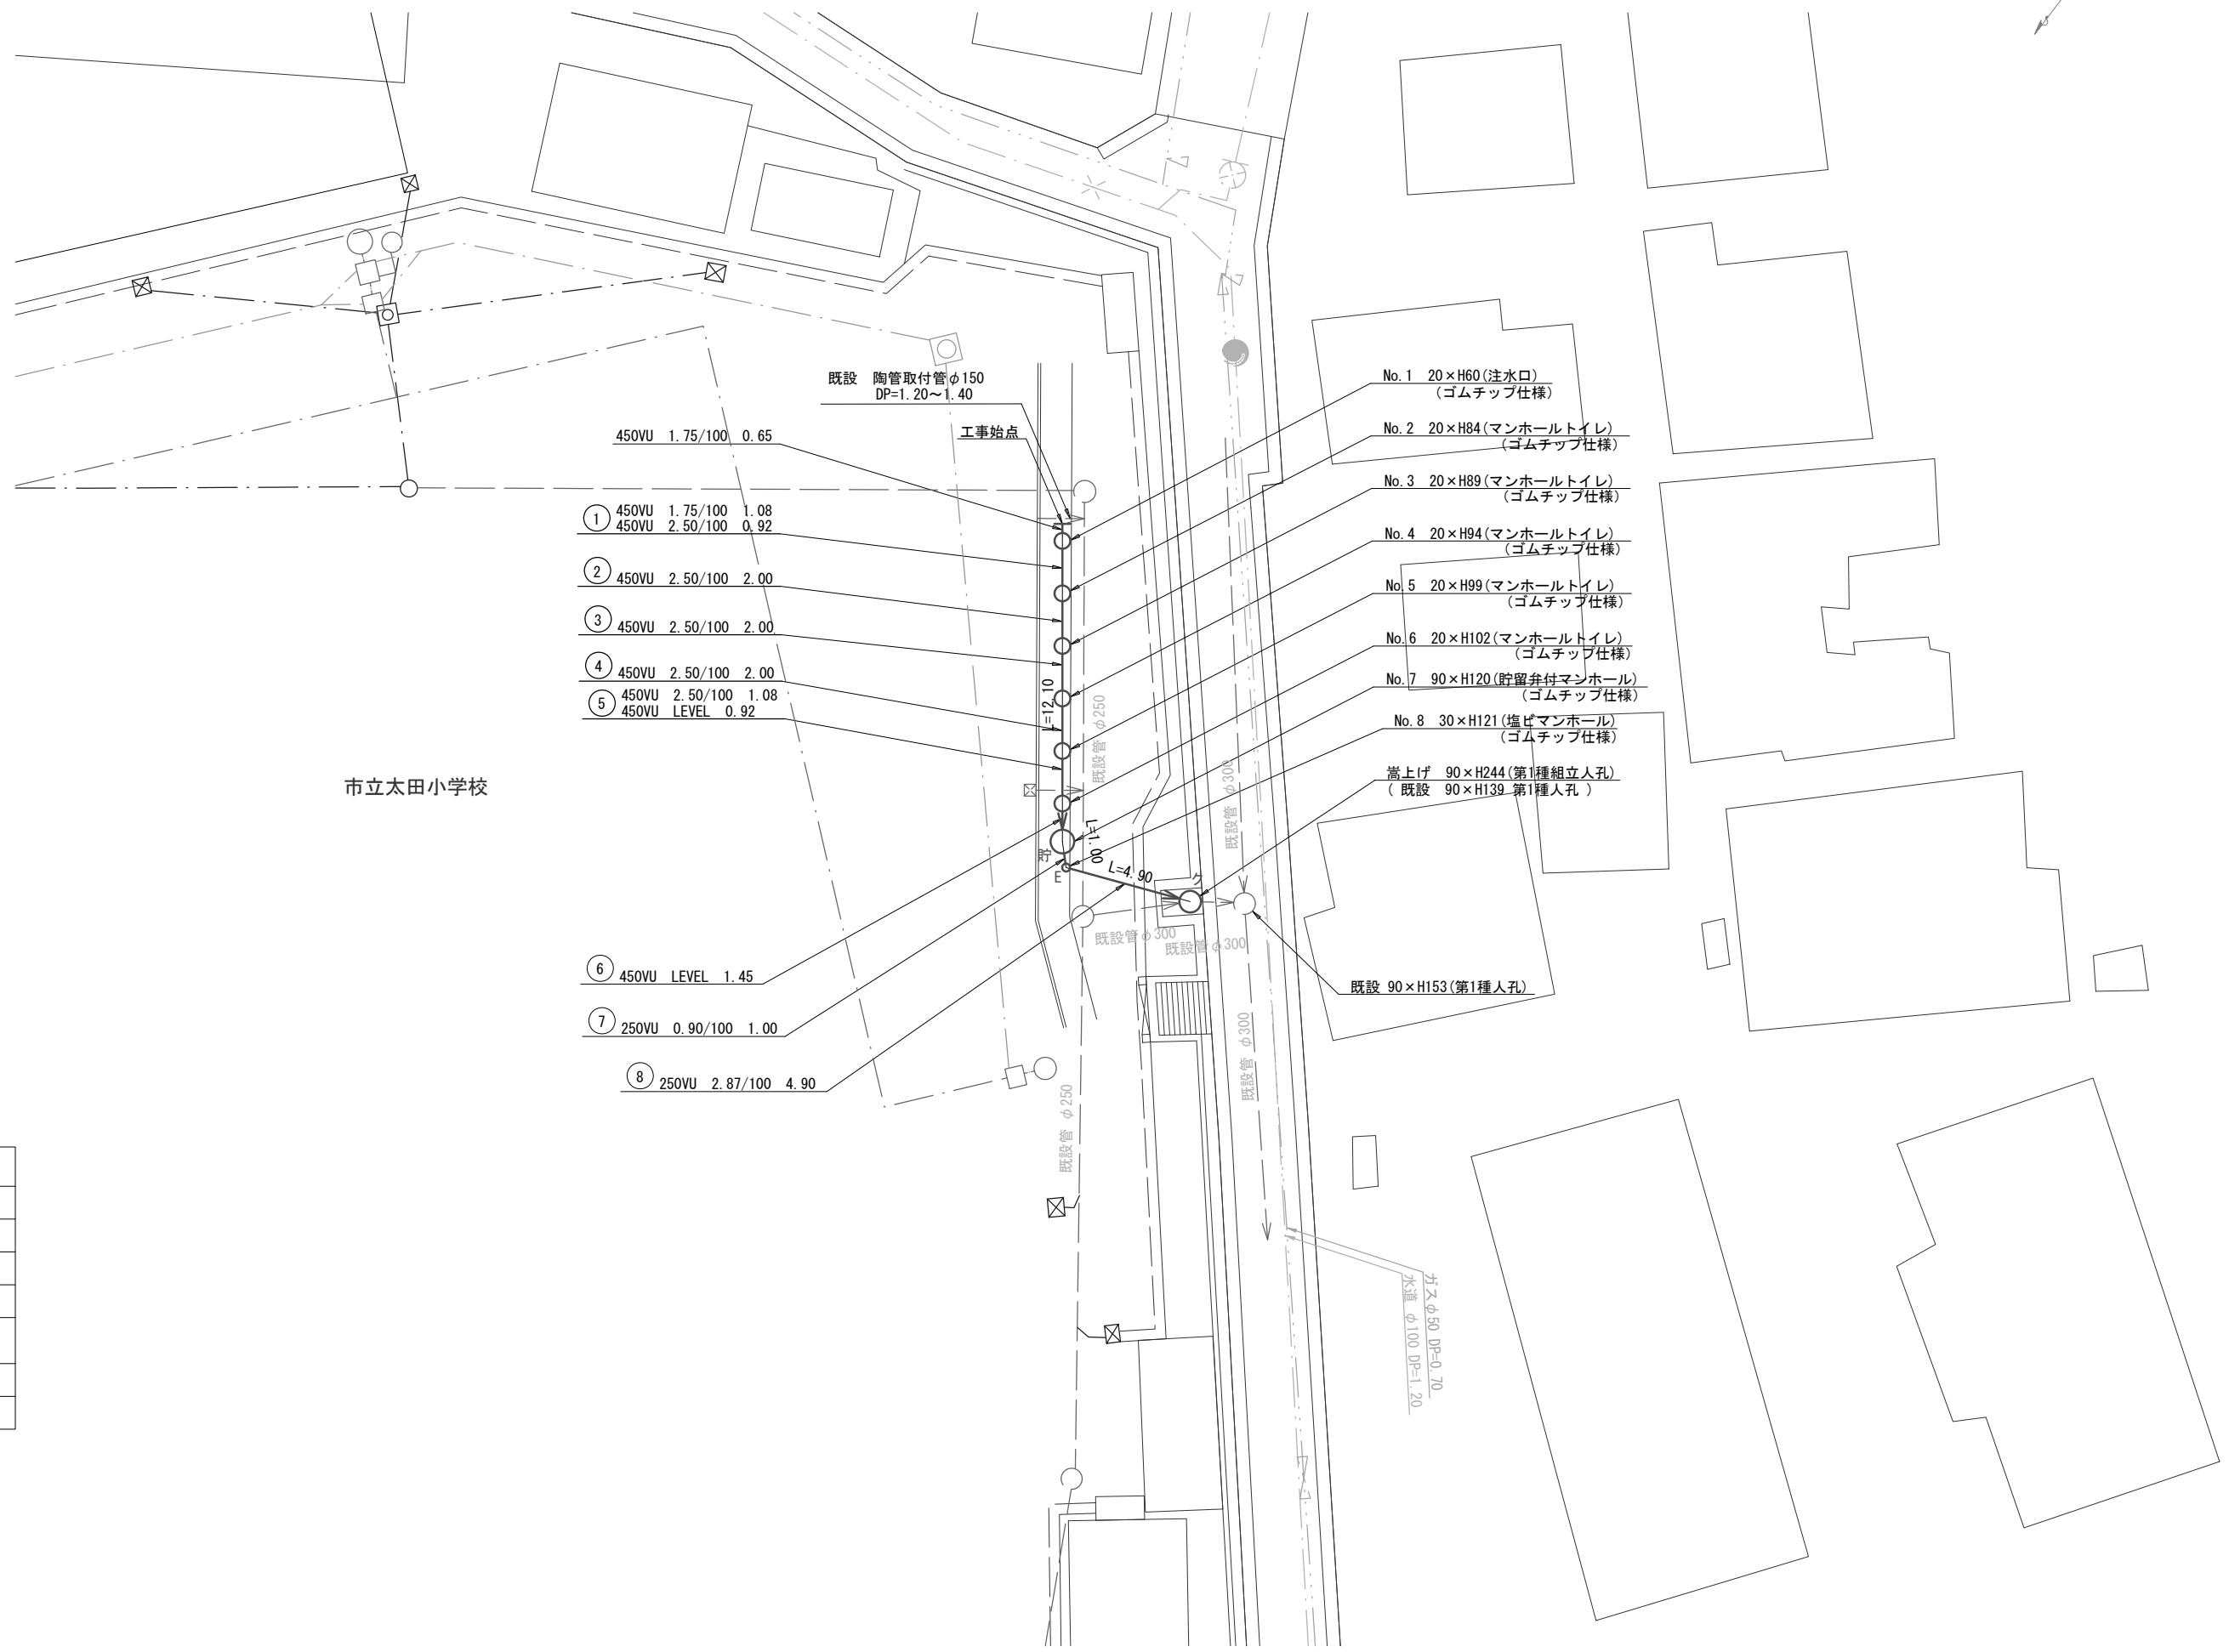 既設　陶管取付管φ150
DP=1.20～1.40
工事始点
450VU　1.75/100　0.65
① 450VU　1.75/100　1.08
450VU　2.50/100　0.92
② 450VU　2.50/100　2.00
③ 450VU　2.50/100　2.00
④ 450VU　2.50/100　2.00
⑤ 450VU　2.50/100　1.08
450VU　LEVEL　0.92
⑥ 450VU　LEVEL　1.45
⑦ 250VU　0.90/100　1.00
⑧ 250VU　2.87/100　4.90
市立太田小学校
No.1　20×H60(注水口)
(ゴムチップ仕様)
No.2　20×H84(マンホールトイレ)
(ゴムチップ仕様)
No.3　20×H89(マンホールトイレ)
(ゴムチップ仕様)
No.4　20×H94(マンホールトイレ)
(ゴムチップ仕様)
No.5　20×H99(マンホールトイレ)
(ゴムチップ仕様)
No.6　20×H102(マンホールトイレ)
(ゴムチップ仕様)
No.7　90×H120(貯留弁付マンホール)
(ゴムチップ仕様)
No.8　30×H121(塩ビマンホール)
(ゴムチップ仕様)
嵩上げ　90×H244(第1種組立人孔)
( 既設　90×H139 第1種人孔 )
既設 90×H153(第1種人孔)
L=12.10
L=1.00
L=4.90
貯
E
ク
既設管 φ250
既設管 φ300
既設管φ300
既設管φ300
既設管 φ300
既設管 φ250
ガスφ50 DP=0.70
水道 φ100 DP=1.20